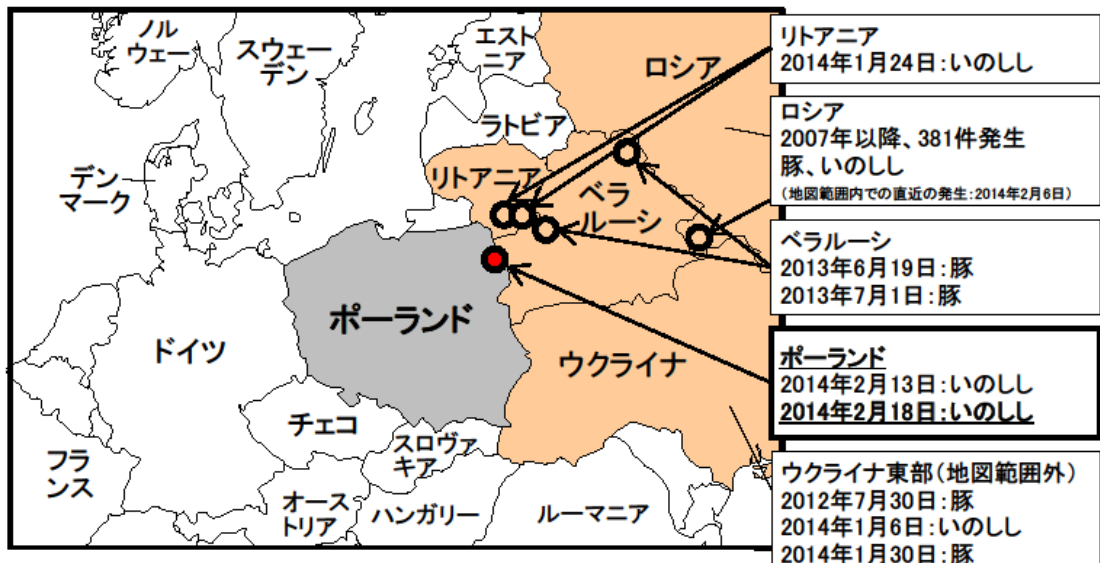 ノル
ウェー
スウェー
デン
エスト
ニア
ロシア
ラトビア
リトアニア
デン
マーク
ベラ
ルーシ
ポーランド
ドイツ
ウクライナ
チェコ
スロヴァ
キア
フラ
ンス
オース
トリア
ハンガリー
ルーマニア
リトアニア
2014年1月24日:いのしし
ロシア
2007年以降、381件発生
豚、いのしし
(地図範囲内での直近の発生:2014年2月6日)
ベラルーシ
2013年6月19日:豚
2013年7月1日:豚
ポーランド
2014年2月13日:いのしし
2014年2月18日:いのしし
ウクライナ東部(地図範囲外)
2012年7月30日:豚
2014年1月6日:いのしし
2014年1月30日:豚